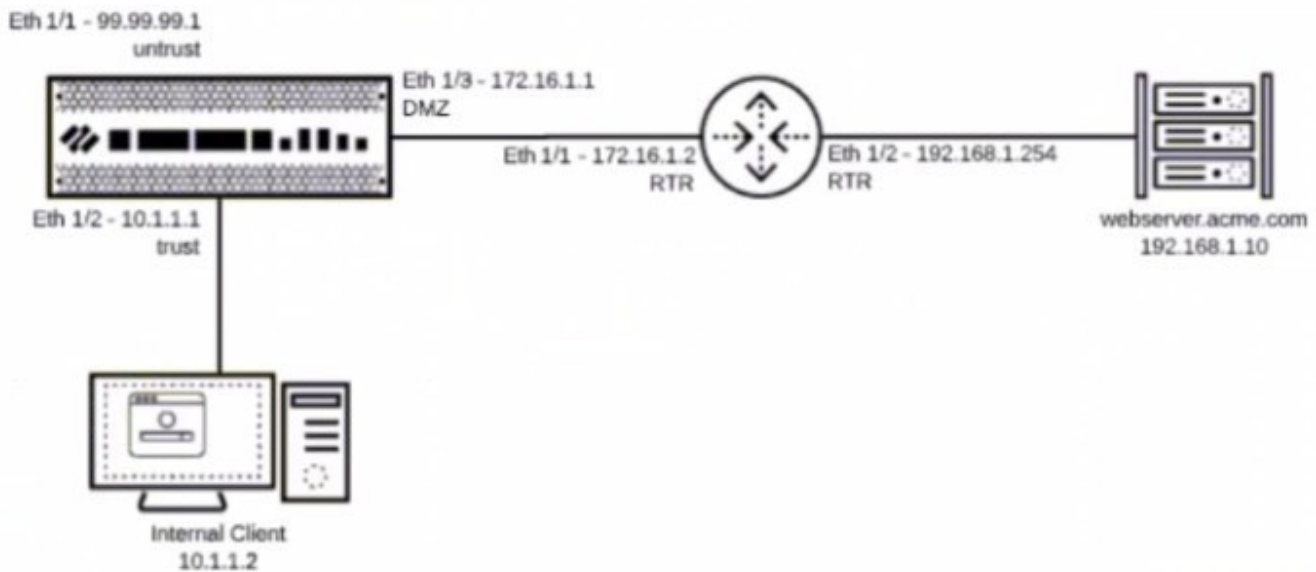 Eth 1/1 - 99.99.99.1
untrust
Eth 1/3 - 172.16.1.1
DMZ
Eth 1/1 - 172.16.1.2
RTR
Eth 1/2 - 192.168.1.254
RTR
Eth 1/2 - 10.1.1.1
trust
webserver.acme.com
192.168.1.10
Internal Client
10.1.1.2